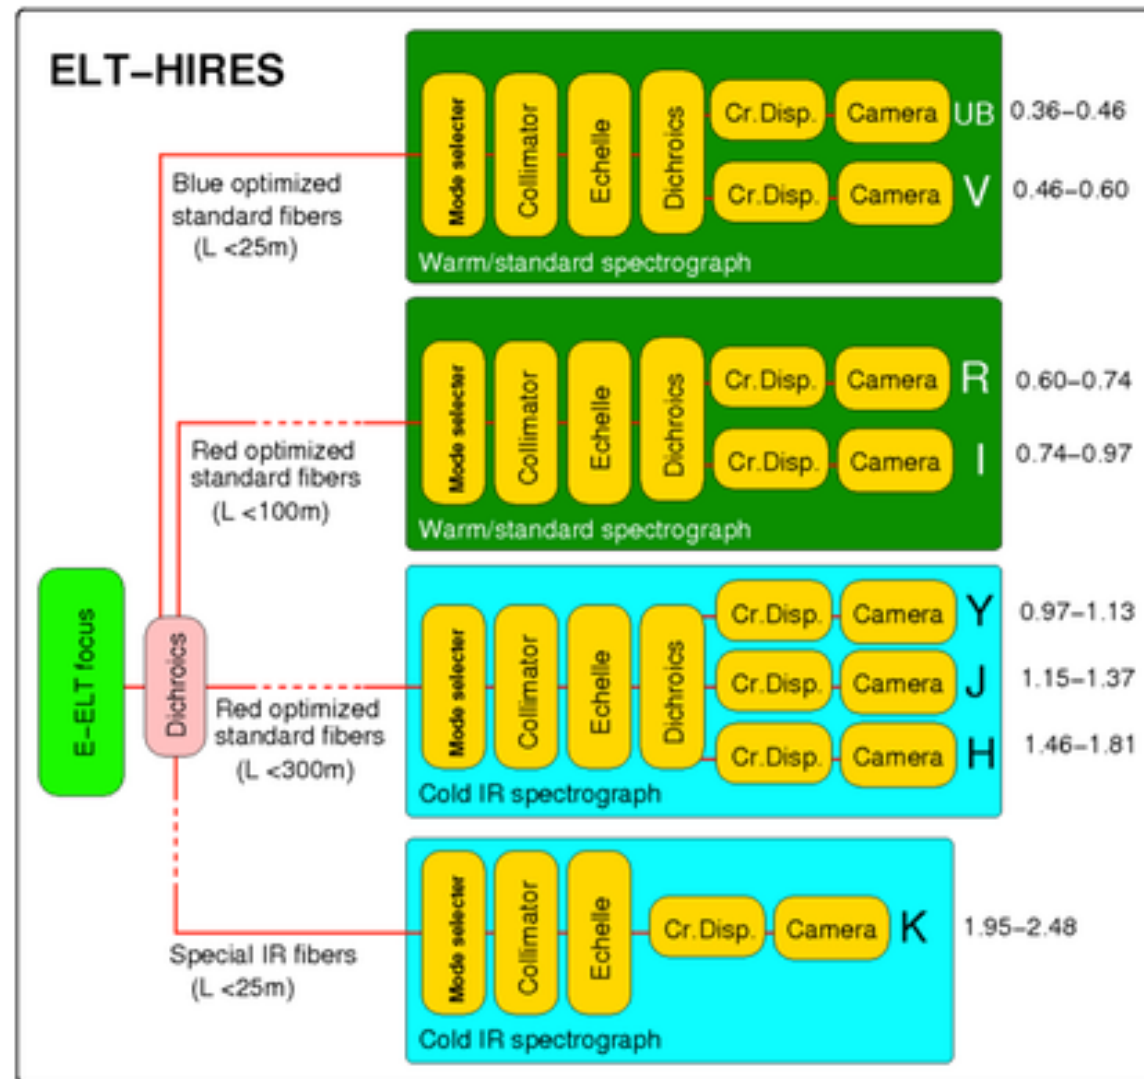 ELT–HIRES
Blue optimized
standard fibers
(L <25m)
Mode selecter
Collimator
Echelle
Dichroics
Cr.Disp.
Camera
UB
0.36–0.46
Cr.Disp.
Camera
V
0.46–0.60
Warm/standard spectrograph
Red optimized
standard fibers
(L <100m)
Mode selecter
Collimator
Echelle
Dichroics
Cr.Disp.
Camera
R
0.60–0.74
Cr.Disp.
Camera
I
0.74–0.97
Warm/standard spectrograph
E–ELT focus
Dichroics
Red optimized
standard fibers
(L <300m)
Mode selecter
Collimator
Echelle
Dichroics
Cr.Disp.
Camera
Y
0.97–1.13
Cr.Disp.
Camera
J
1.15–1.37
Cr.Disp.
Camera
H
1.46–1.81
Cold IR spectrograph
Special IR fibers
(L <25m)
Mode selecter
Collimator
Echelle
Cr.Disp.
Camera
K
1.95–2.48
Cold IR spectrograph